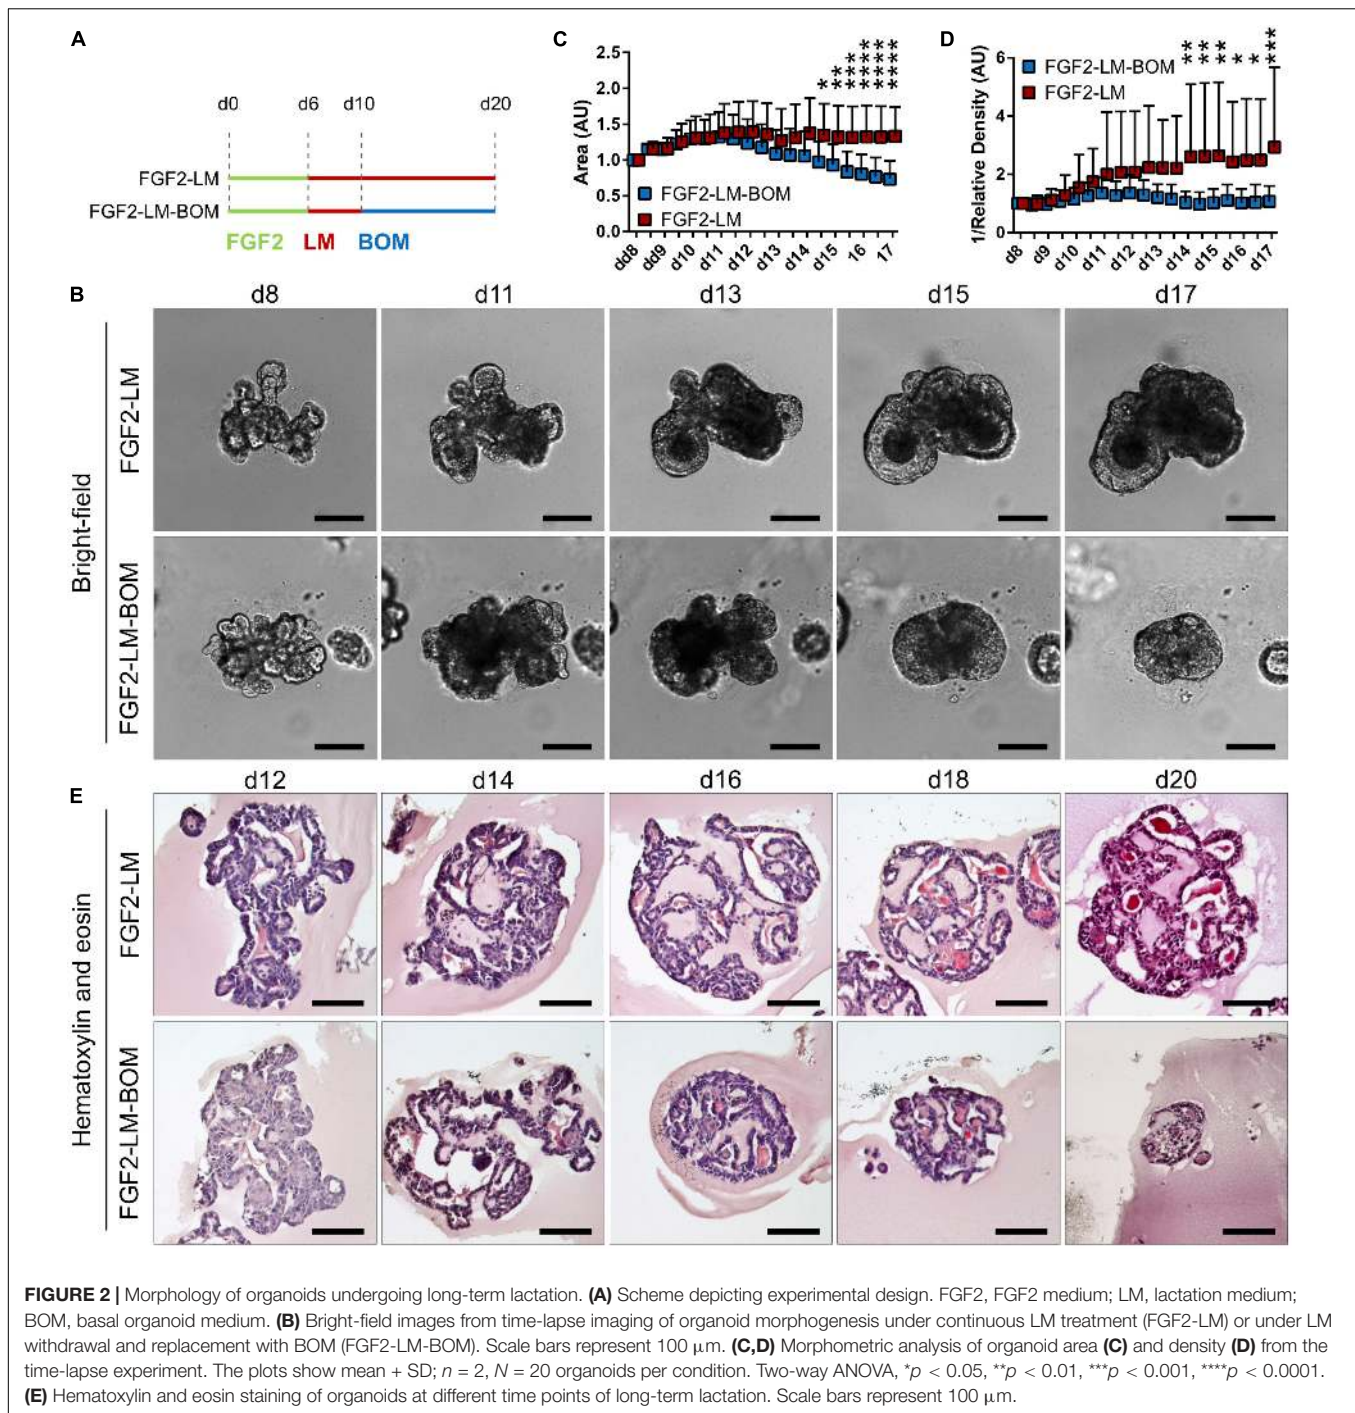 A
d0 d6 d10 d20
FGF2-LM
FGF2-LM-BOM
FGF2 LM BOM
C
Area (AU)
2.5
2.0
1.5
1.0
0.5
0.0
FGF2-LM-BOM
FGF2-LM
dd8 dd9 d10 d11 d12 d13 d14 d15 16 17
* ** *** **** **** ****
D
1/Relative Density (AU)
6
4
2
0
FGF2-LM-BOM
FGF2-LM
d8 d9 d10 d11 d12 d13 d14 d15 d16 d17
** ** ** * * ***
B
d8 d11 d13 d15 d17
Bright-field
FGF2-LM
FGF2-LM-BOM
E
d12 d14 d16 d18 d20
Hematoxylin and eosin
FGF2-LM
FGF2-LM-BOM
FIGURE 2 | Morphology of organoids undergoing long-term lactation. (A) Scheme depicting experimental design. FGF2, FGF2 medium; LM, lactation medium;
BOM, basal organoid medium. (B) Bright-field images from time-lapse imaging of organoid morphogenesis under continuous LM treatment (FGF2-LM) or under LM
withdrawal and replacement with BOM (FGF2-LM-BOM). Scale bars represent 100 μm. (C,D) Morphometric analysis of organoid area (C) and density (D) from the
time-lapse experiment. The plots show mean + SD; n = 2, N = 20 organoids per condition. Two-way ANOVA, *p < 0.05, **p < 0.01, ***p < 0.001, ****p < 0.0001.
(E) Hematoxylin and eosin staining of organoids at different time points of long-term lactation. Scale bars represent 100 μm.